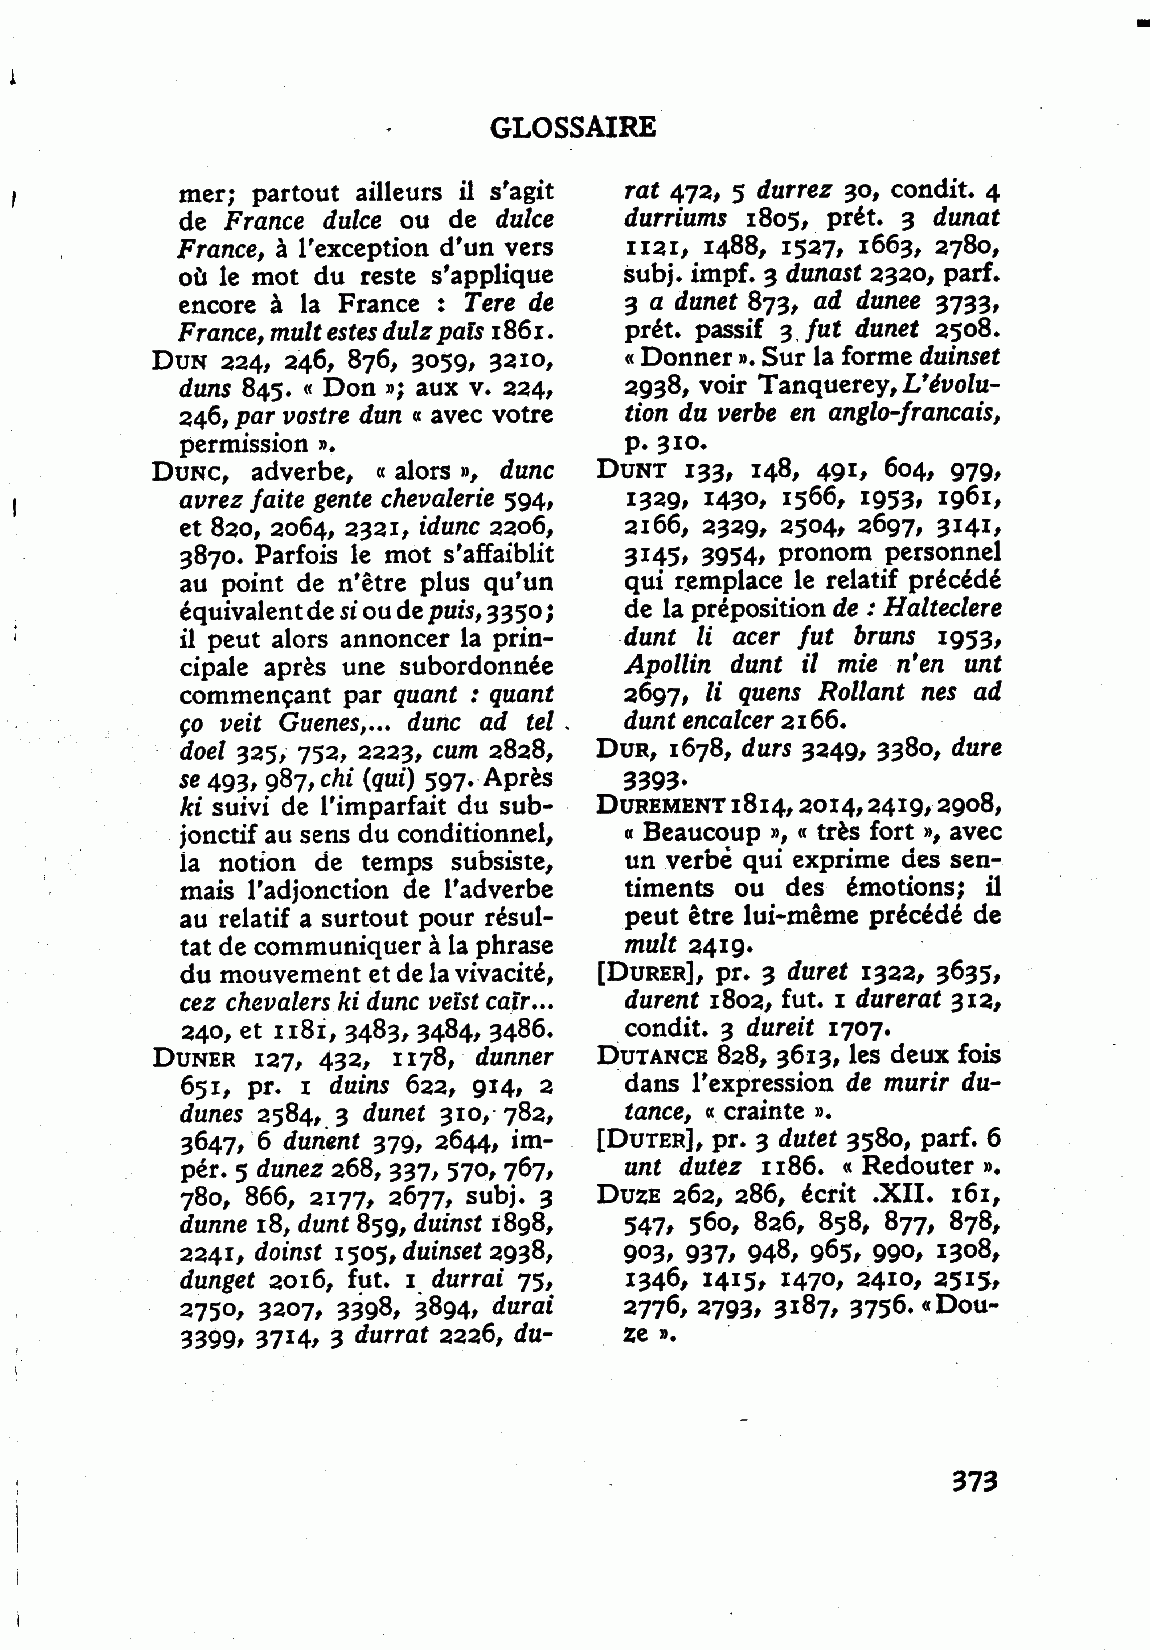 GLOSSAIRE
mer; partout ailleurs il s'agit
de France dulce ou de dulce
France, à l'exception d'un vers
où le mot du reste s'applique
encore à la France : Tere de
France, mult estes dulz païs 1861.
DUN 224, 246, 876, 3059, 3210,
duns 845. « Don »; aux v. 224,
246, par vostre dun « avec votre
permission ».
DUNC, adverbe, « alors », dunc
avrez faite gente chevalerie 594,
et 820, 2064, 2321, idunc 2206,
3870. Parfois le mot s'affaiblit
au point de n'être plus qu'un
équivalent de si ou de puis, 3350;
il peut alors annoncer la prin-
cipale après une subordonnée
commençant par quant : quant
ço veit Guenes,... dunc ad tel
doel 325, 752, 2223, cum 2828,
se 493, 987, chi (qui) 597. Après
ki suivi de l'imparfait du sub-
jonctif au sens du conditionnel,
la notion de temps subsiste,
mais l'adjonction de l'adverbe
au relatif a surtout pour résul-
tat de communiquer à la phrase
du mouvement et de la vivacité,
cez chevalers ki dunc veïst caïr...
240, et 1181, 3483, 3484, 3486.
DUNER 127, 432, 1178, dunner
651, pr. 1 duins 622, 914, 2
dunes 2584, 3 dunet 310, 782,
3647, 6 dunent 379, 2644, im-
pér. 5 dunez 268, 337, 570, 767,
780, 866, 2177, 2677, subj. 3
dunne 18, dunt 859, duinst 1898,
2241, doinst 1505, duinset 2938,
dunget 2016, fut. 1 durrai 75,
2750, 3207, 3398, 3894, durai
3399, 3714, 3 durrat 2226, du-
rat 472, 5 durrez 30, condit. 4
durriums 1805, prét. 3 dunat
1121, 1488, 1527, 1663, 2780,
subj. impf. 3 dunast 2320, parf.
3 a dunet 873, ad dunee 3733,
prét. passif 3 fut dunet 2508.
« Donner ». Sur la forme duinset
2938, voir Tanquerey, L'évolu-
tion du verbe en anglo-francais,
p. 310.
DUNT 133, 148, 491, 604, 979,
1329, 1430, 1566, 1953, 1961,
2166, 2329, 2504, 2697, 3141,
3145, 3954, pronom personnel
qui remplace le relatif précédé
de la préposition de : Halteclere
dunt li acer fut bruns 1953,
Apollin dunt il mie n'en unt
2697, li quens Rollant nes ad
dunt encalcer 2166.
DUR, 1678, durs 3249, 3380, dure
3393.
DUREMENT 1814, 2014, 2419, 2908,
« Beaucoup », « très fort », avec
un verbe qui exprime des sen-
timents ou des émotions; il
peut être lui-même précédé de
mult 2419.
[DURER], pr. 3 duret 1322, 3635,
durent 1802, fut. 1 durerat 312,
condit. 3 dureit 1707.
DUTANCE 828, 3613, les deux fois
dans l'expression de murir du-
tance, « crainte ».
[DUTER], pr. 3 dutet 3580, parf. 6
unt dutez 1186. « Redouter ».
DUZE 262, 286, écrit .XII. 161,
547, 560, 826, 858, 877, 878,
903, 937, 948, 965, 990, 1308,
1346, 1415, 1470, 2410, 2515,
2776, 2793, 3187, 3756. « Dou-
ze ».
373